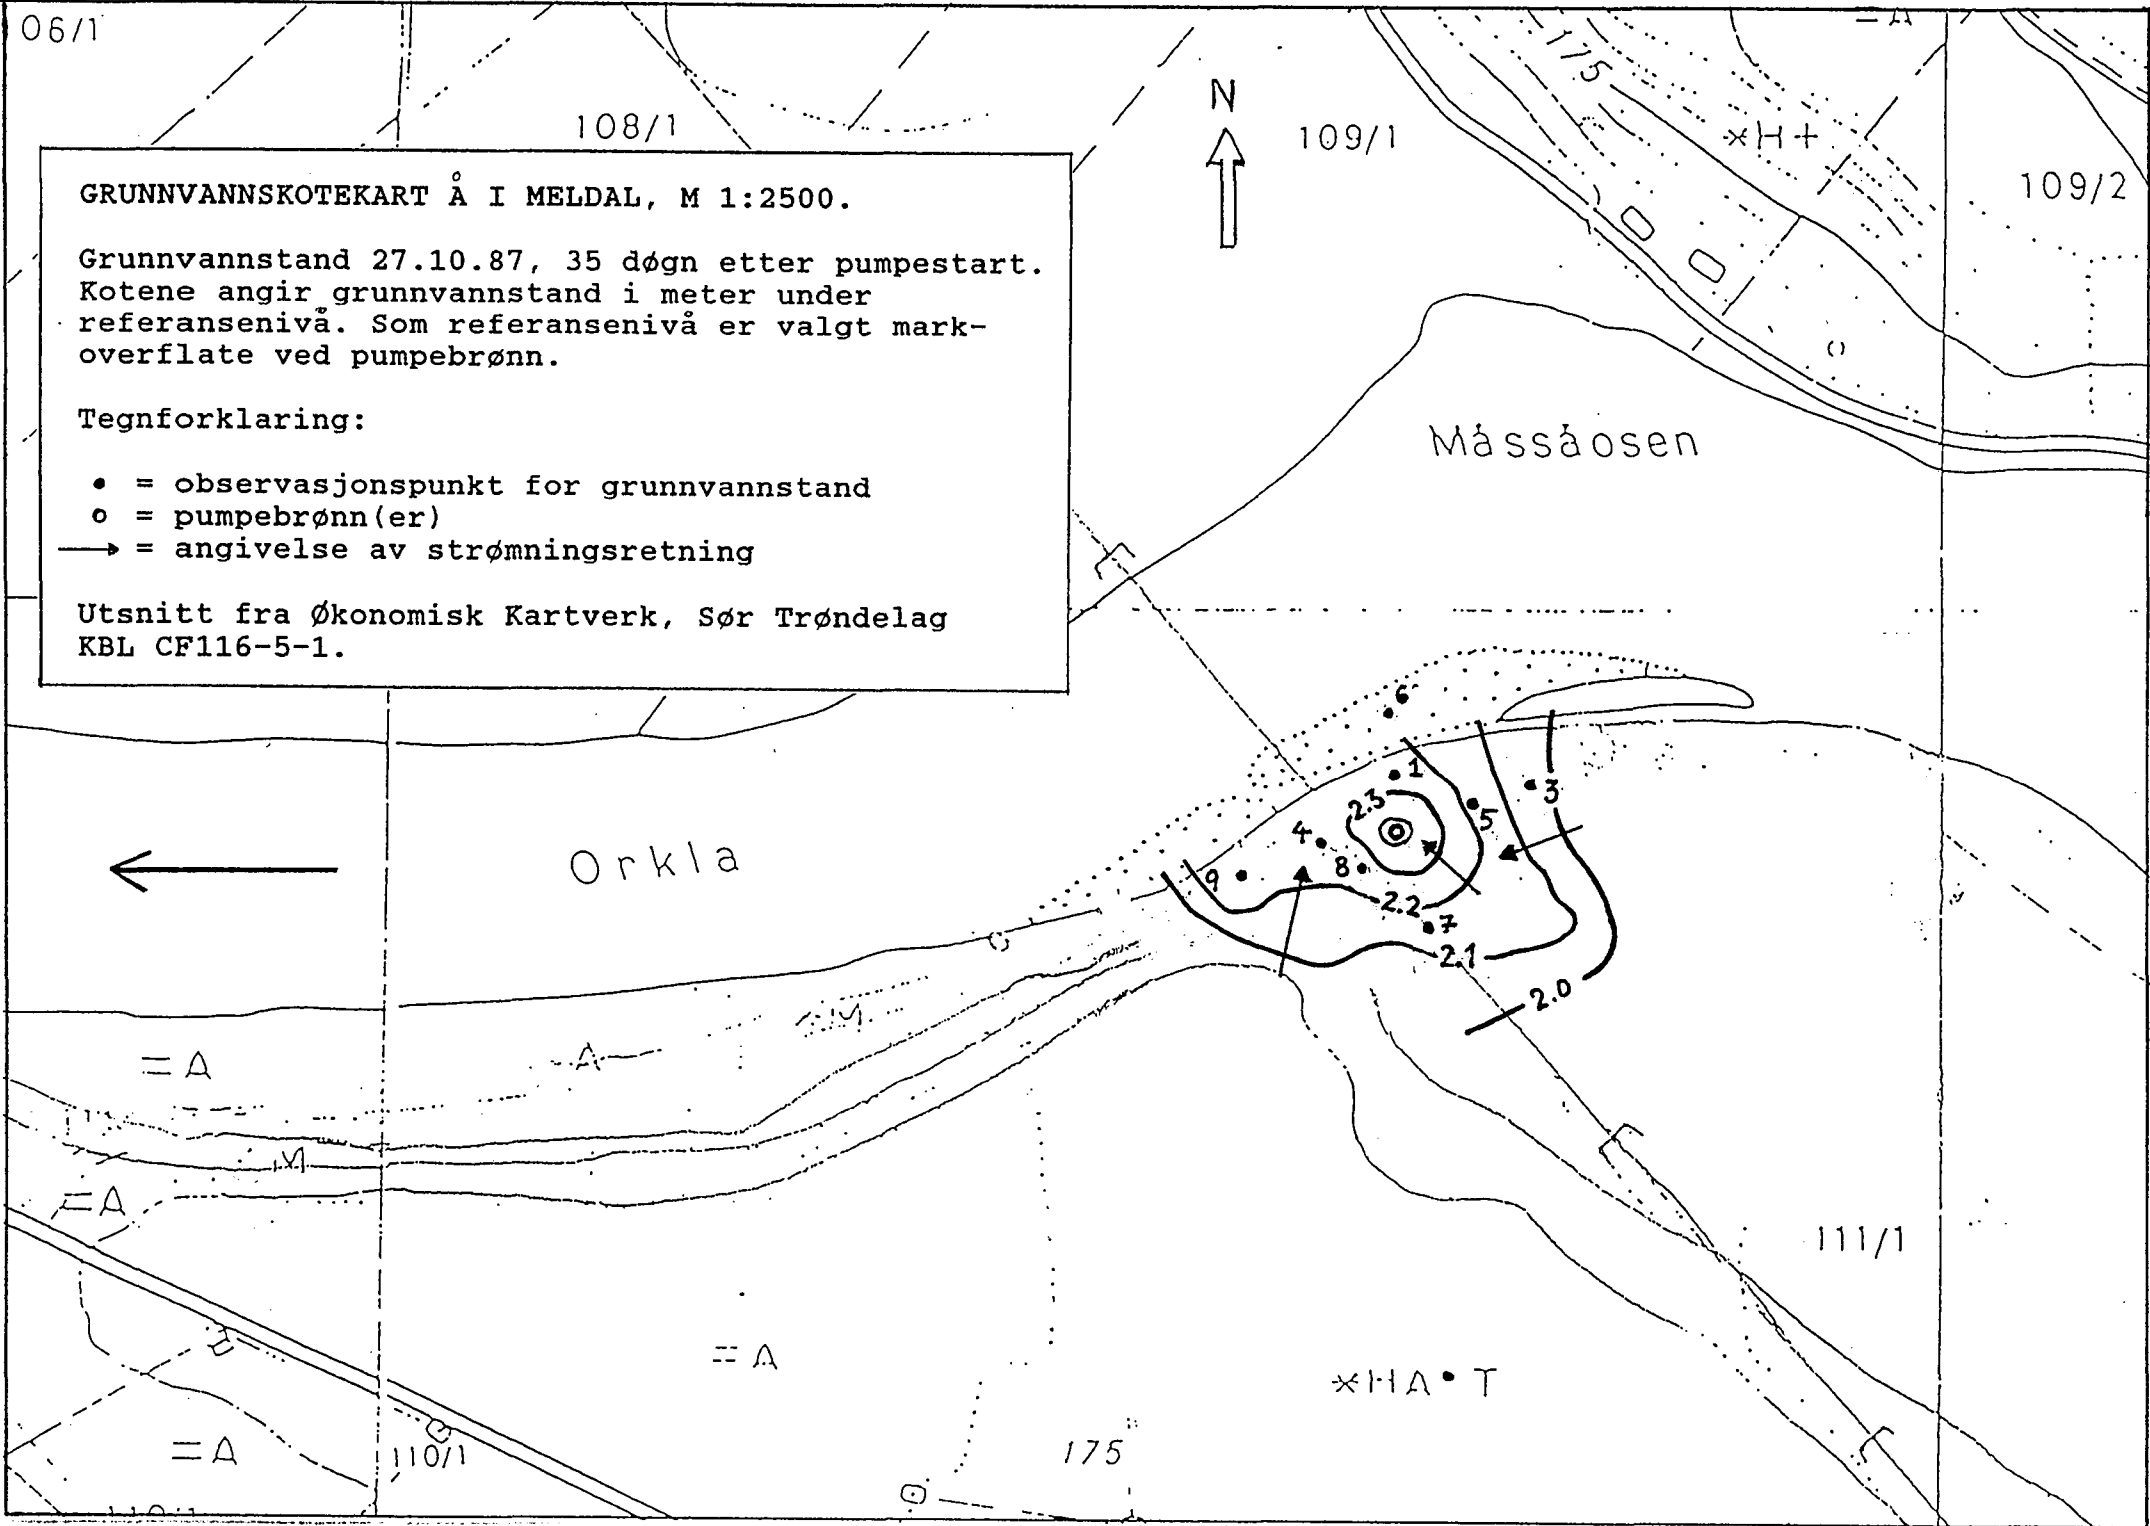 06/1
108/1
N
109/1
175
=A
*H+
109/2
GRUNNVANNSKOTEKART Å I MELDAL, M 1:2500.
Grunnvannstand 27.10.87, 35 døgn etter pumpestart.
Kotene angir grunnvannstand i meter under
referansenivå. Som referansenivå er valgt mark-
overflate ved pumpebrønn.
Tegnforklaring:
• = observasjonspunkt for grunnvannstand
o = pumpebrønn(er)
→ = angivelse av strømningsretning
Utsnitt fra Økonomisk Kartverk, Sør Trøndelag
KBL CF116-5-1.
Måssåosen
6
1
2.3
3
5
4
8
9
2.2
7
2.1
2.0
Orkla
M
=A
A
M
=A
111/1
=A
*HA•T
=A
110/1
175